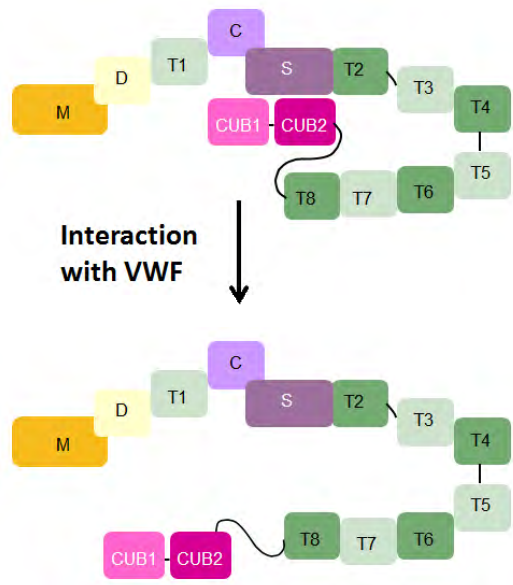 C
S
T2
T1
D
T3
M
T4
CUB1
CUB2
T5
T8
T7
T6
Interaction
with VWF
C
S
T2
T1
D
T3
M
T4
T5
T8
T7
T6
CUB1
CUB2